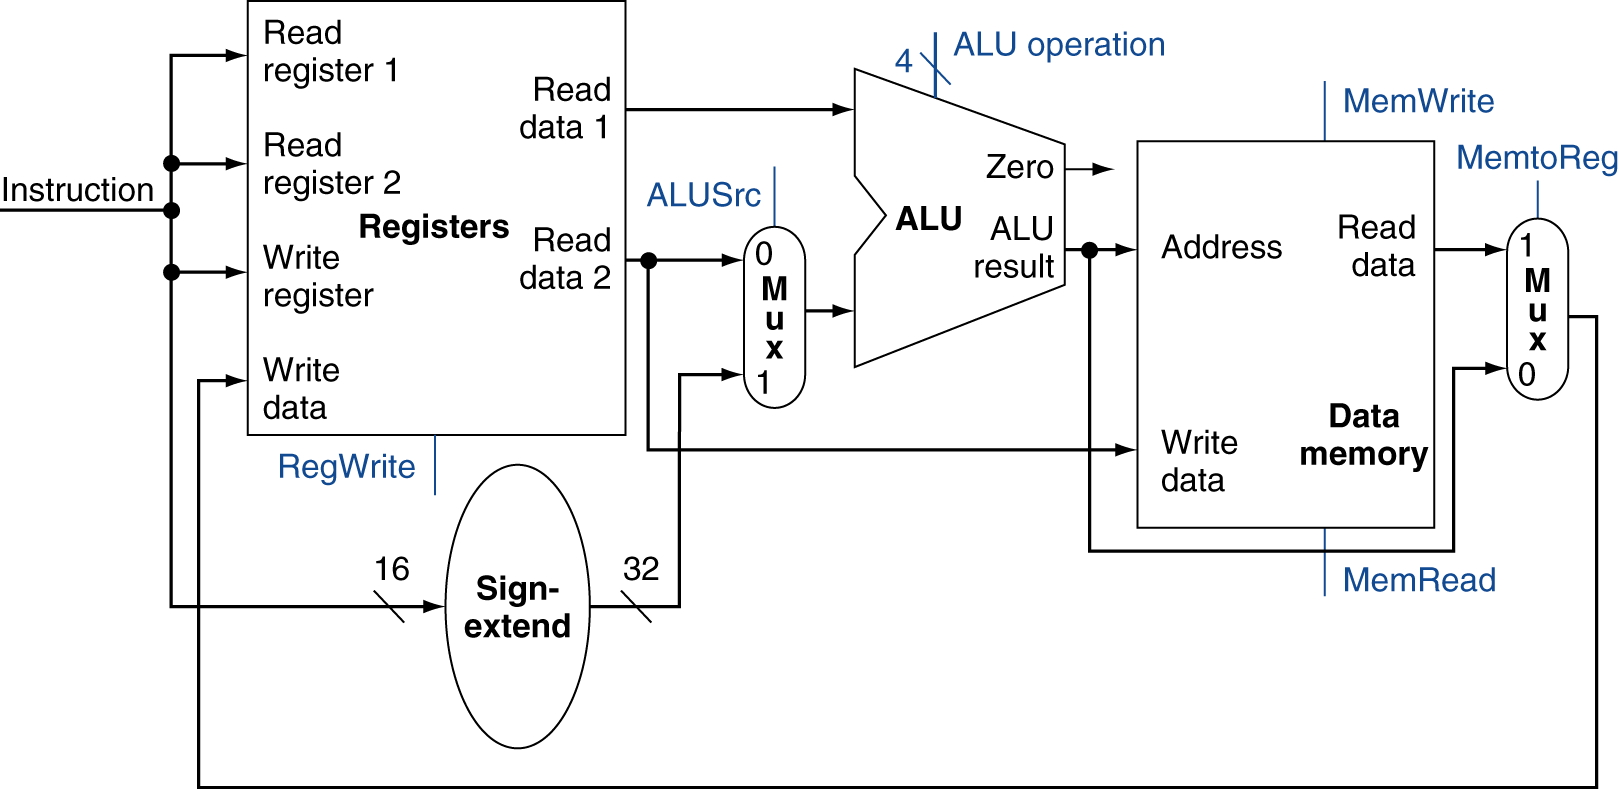 Instruction
Read
register 1
Read
register 2
Write
register
Write
data
Registers
Read
data 1
Read
data 2
RegWrite
16
Sign-
extend
32
ALUSrc
0
M
u
x
1
4
ALU operation
ALU
Zero
ALU
result
MemWrite
Address
Read
data
Write
data
Data
memory
MemRead
MemtoReg
1
M
u
x
0